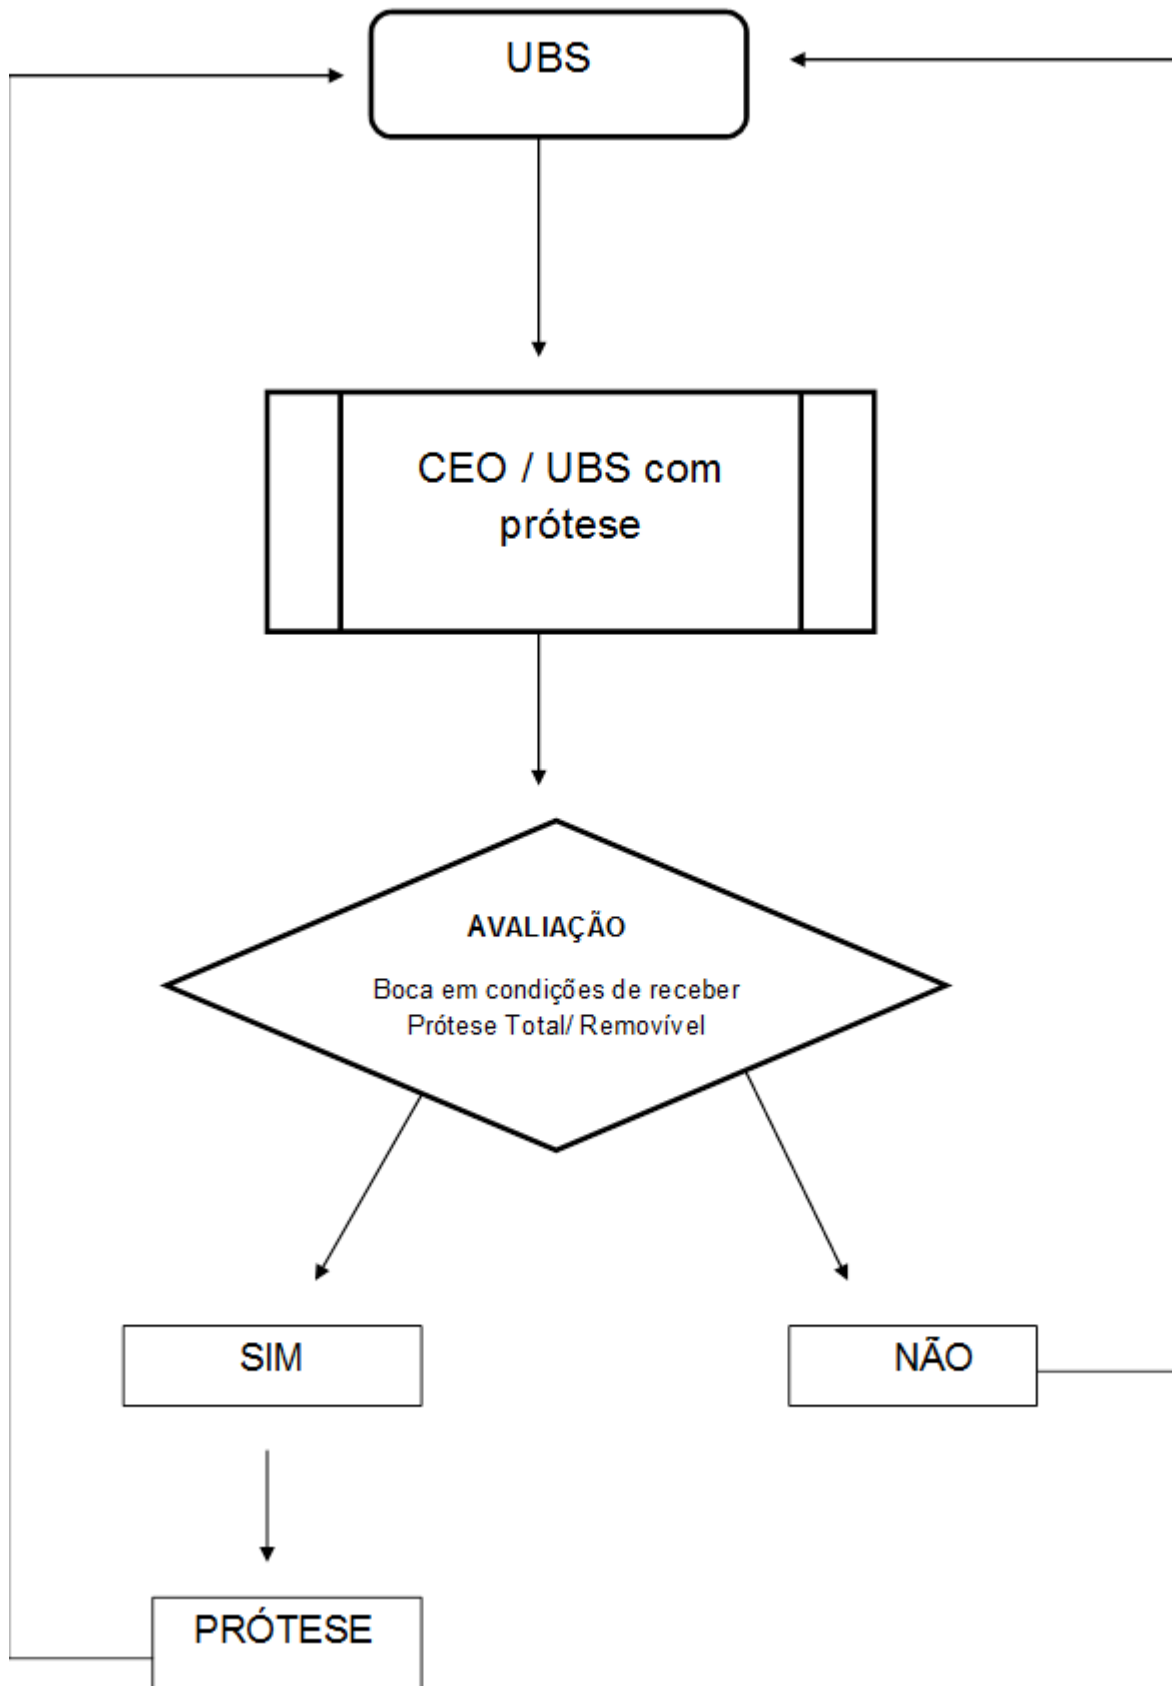 UBS
CEO / UBS com
prótese
AVALIAÇÃO
Boca em condições de receber
Prótese Total/ Removível
SIM
NÃO
PRÓTESE